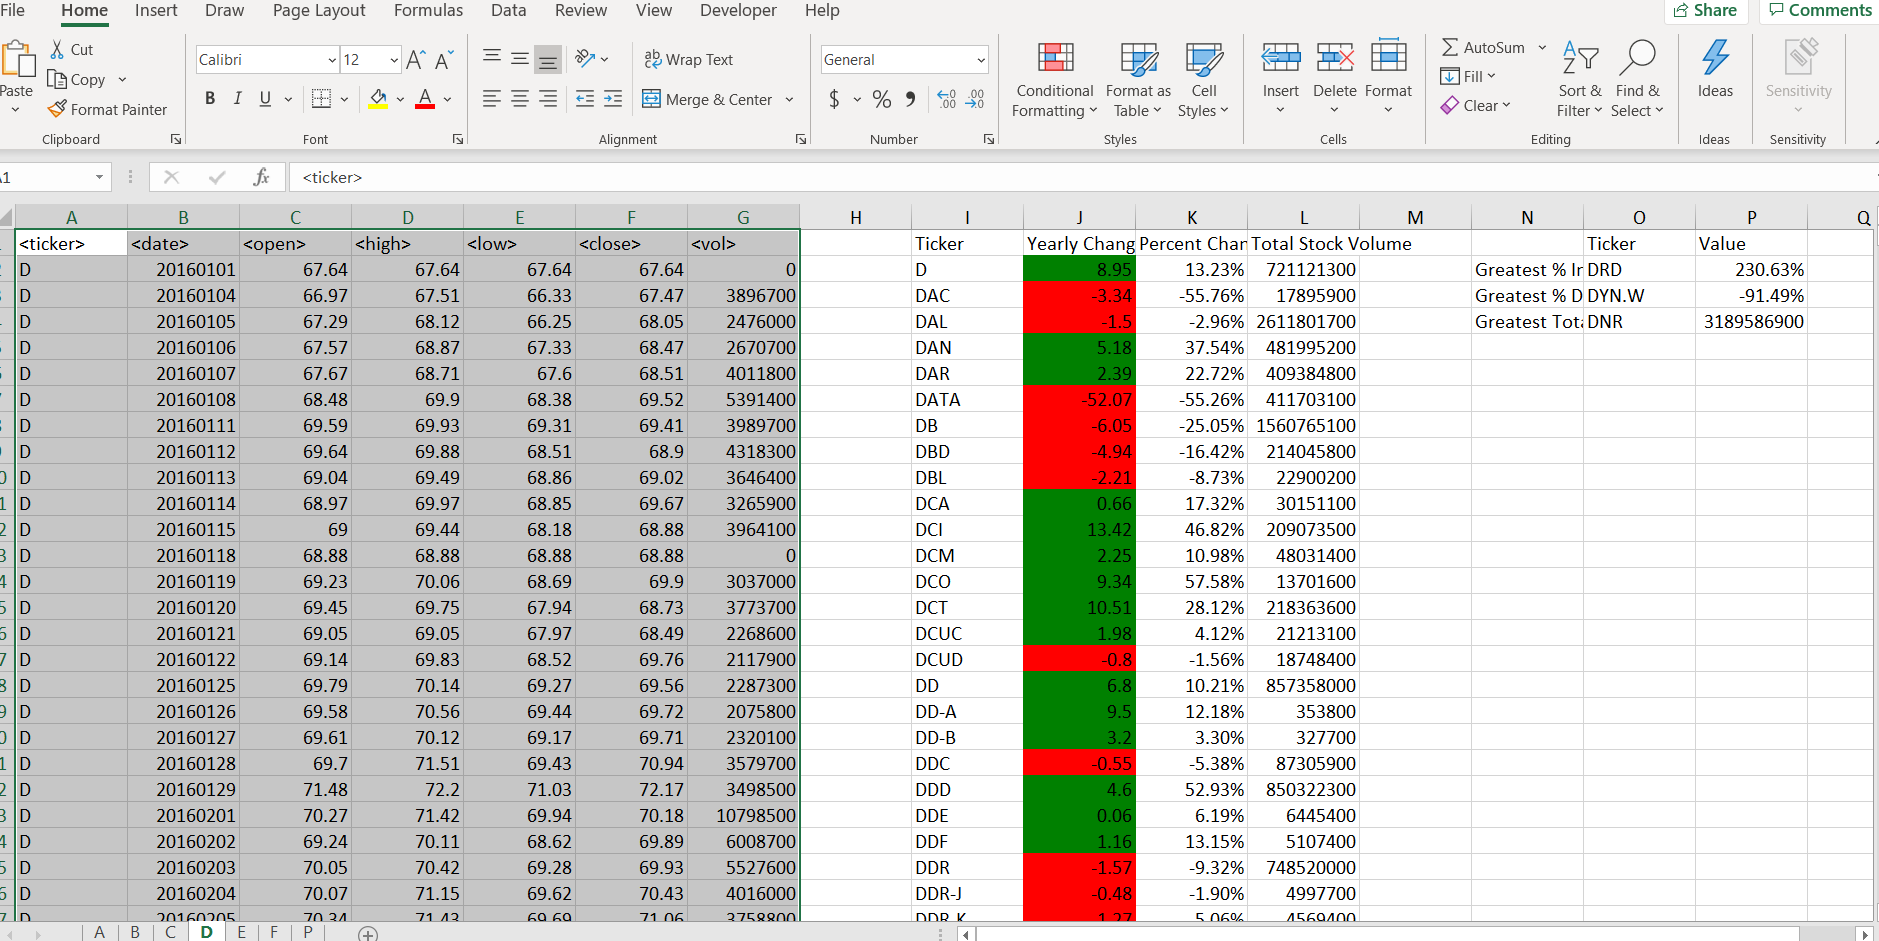 File Home Insert Draw Page Layout Formulas Data Review View Developer Help Share Comments
Paste Cut Copy Format Painter Clipboard
Calibri 12 B I U A Font
Wrap Text Merge & Center Alignment
General $ % Number
Conditional Formatting Format as Table Cell Styles Styles
Insert Delete Format Cells
AutoSum Fill Clear Sort & Filter Find & Select Editing
Ideas Ideas
Sensitivity Sensitivity
fx <ticker>
A B C D E F G H I J K L M N O P Q
<ticker> <date> <open> <high> <low> <close> <vol> Ticker Yearly Chang Percent Char Total Stock Volume Ticker Value
D 20160101 67.64 67.64 67.64 67.64 0 D 8.95 13.23% 721121300 Greatest % In DRD 230.63%
D 20160104 66.97 67.51 66.33 67.47 3896700 DAC -3.34 -55.76% 17895900 Greatest % D DYN.W -91.49%
D 20160105 67.29 68.12 66.25 68.05 2476000 DAL -1.5 -2.96% 2611801700 Greatest Tota DNR 3189586900
D 20160106 67.57 68.87 67.33 68.47 2670700 DAN 5.18 37.54% 481995200
D 20160107 67.67 68.71 67.6 68.51 4011800 DAR 2.39 22.72% 409384800
D 20160108 68.48 69.9 68.38 69.52 5391400 DATA -52.07 -55.26% 411703100
D 20160111 69.59 69.93 69.31 69.41 3989700 DB -6.05 -25.05% 1560765100
D 20160112 69.64 69.88 68.51 68.9 4318300 DBD -4.94 -16.42% 214045800
D 20160113 69.04 69.49 68.86 69.02 3646400 DBL -2.21 -8.73% 22900200
D 20160114 68.97 69.97 68.85 69.67 3265900 DCA 0.66 17.32% 30151100
D 20160115 69 69.44 68.18 68.88 3964100 DCI 13.42 46.82% 209073500
D 20160118 68.88 68.88 68.88 68.88 0 DCM 2.25 10.98% 48031400
D 20160119 69.23 70.06 68.69 69.9 3037000 DCO 9.34 57.58% 13701600
D 20160120 69.45 69.75 67.94 68.73 3773700 DCT 10.51 28.12% 218363600
D 20160121 69.05 69.05 67.97 68.49 2268600 DCUC 1.98 4.12% 21213100
D 20160122 69.14 69.83 68.52 69.76 2117900 DCUD -0.8 -1.56% 18748400
D 20160125 69.79 70.14 69.27 69.56 2287300 DD 6.8 10.21% 857358000
D 20160126 69.58 70.56 69.44 69.72 2075800 DD-A 9.5 12.18% 353800
D 20160127 69.61 70.12 69.17 69.71 2320100 DD-B 3.2 3.30% 327700
D 20160128 69.7 71.51 69.43 70.94 3579700 DDC -0.55 -5.38% 87305900
D 20160129 71.48 72.2 71.03 72.17 3498500 DDD 4.6 52.93% 850322300
D 20160201 70.27 71.42 69.94 70.18 10798500 DDE 0.06 6.19% 6445400
D 20160202 69.24 70.11 68.62 69.89 6008700 DDF 1.16 13.15% 5107400
D 20160203 70.05 70.42 69.28 69.93 5527600 DDR -1.57 -9.32% 748520000
D 20160204 70.07 71.15 69.62 70.43 4016000 DDR-J -0.48 -1.90% 4997700
D 20160205 70.34 71.43 69.69 71.06 3758800 DDR-K 5.06% 4569400
A B C D E F P